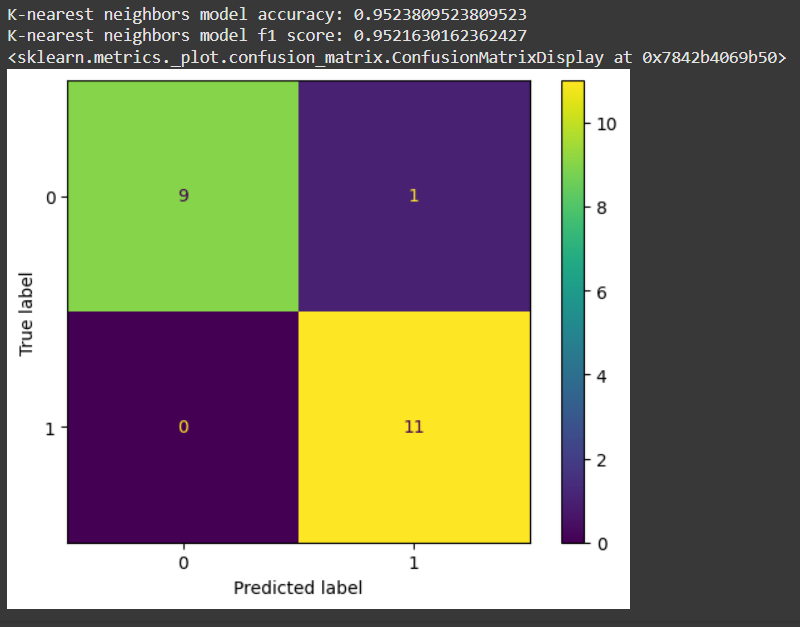 K-nearest neighbors model accuracy: 0.9523809523809523
K-nearest neighbors model f1 score: 0.9521630162362427
<sklearn.metrics._plot.confusion_matrix.ConfusionMatrixDisplay at 0x7842b4069b50>
10
8
6
4
2
0
True label
0
1
9
1
0
11
0
1
Predicted label